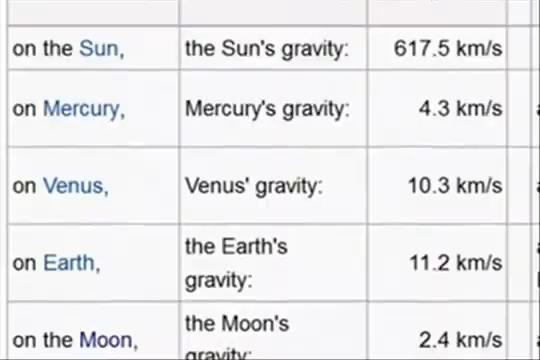 on the Sun, the Sun's gravity: 617.5 km/s
on Mercury, Mercury's gravity: 4.3 km/s
on Venus, Venus' gravity: 10.3 km/s
the Earth's
on Earth, gravity: 11.2 km/s
the Moon's
on the Moon, gravity: 2.4 km/s